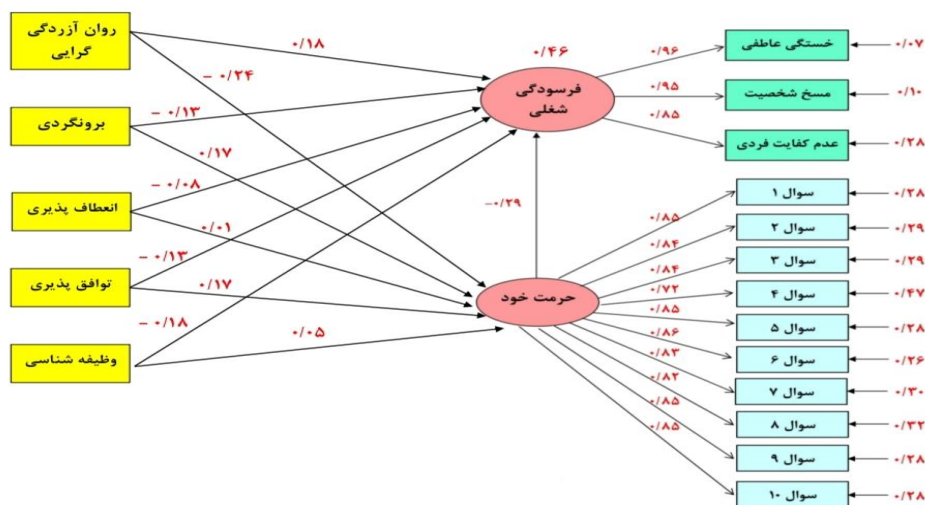 روان آزردگی
گرایی
برونگردی
انعطاف پذیری
توافق پذیری
وظیفه شناسی
۰/۱۸
- ۰/۲۴
- ۰/۱۳
۰/۱۷
- ۰/۰۸
۰/۰۱
- ۰/۱۳
۰/۱۷
- ۰/۱۸
۰/۰۵
۰/۴۶
فرسودگی
شغلی
-۰/۲۹
حرمت خود
۰/۹۶
خستگی عاطفی
۰/۰۷
۰/۹۵
مسخ شخصیت
۰/۱۰
۰/۸۵
عدم کفایت فردی
۰/۲۸
۰/۸۵
سوال ۱
۰/۲۸
۰/۸۴
سوال ۲
۰/۲۹
۰/۸۴
سوال ۳
۰/۲۹
۰/۷۲
سوال ۴
۰/۴۷
۰/۸۵
سوال ۵
۰/۲۸
۰/۸۶
سوال ۶
۰/۲۶
۰/۸۳
سوال ۷
۰/۳۰
۰/۸۲
سوال ۸
۰/۳۲
۰/۸۵
سوال ۹
۰/۲۸
۰/۸۵
سوال ۱۰
۰/۲۸